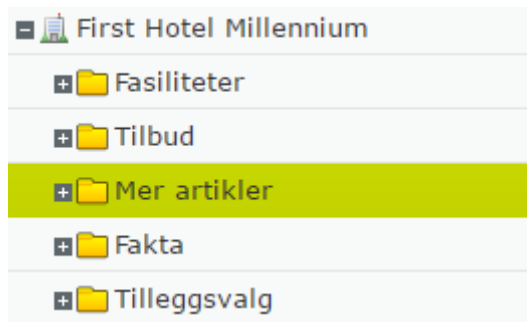 First Hotel Millennium
Fasiliteter
Tilbud
Mer artikler
Fakta
Tilleggsvalg